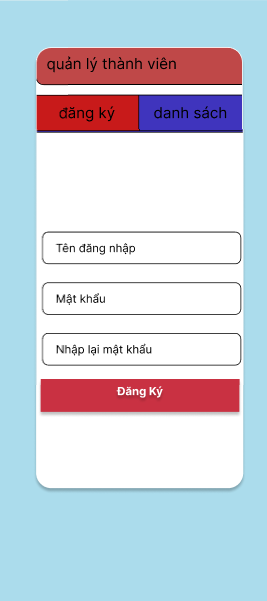 quản lý thành viên
đăng ký
danh sách
Tên đăng nhập
Mật khẩu
Nhập lại mật khẩu
Đăng Ký